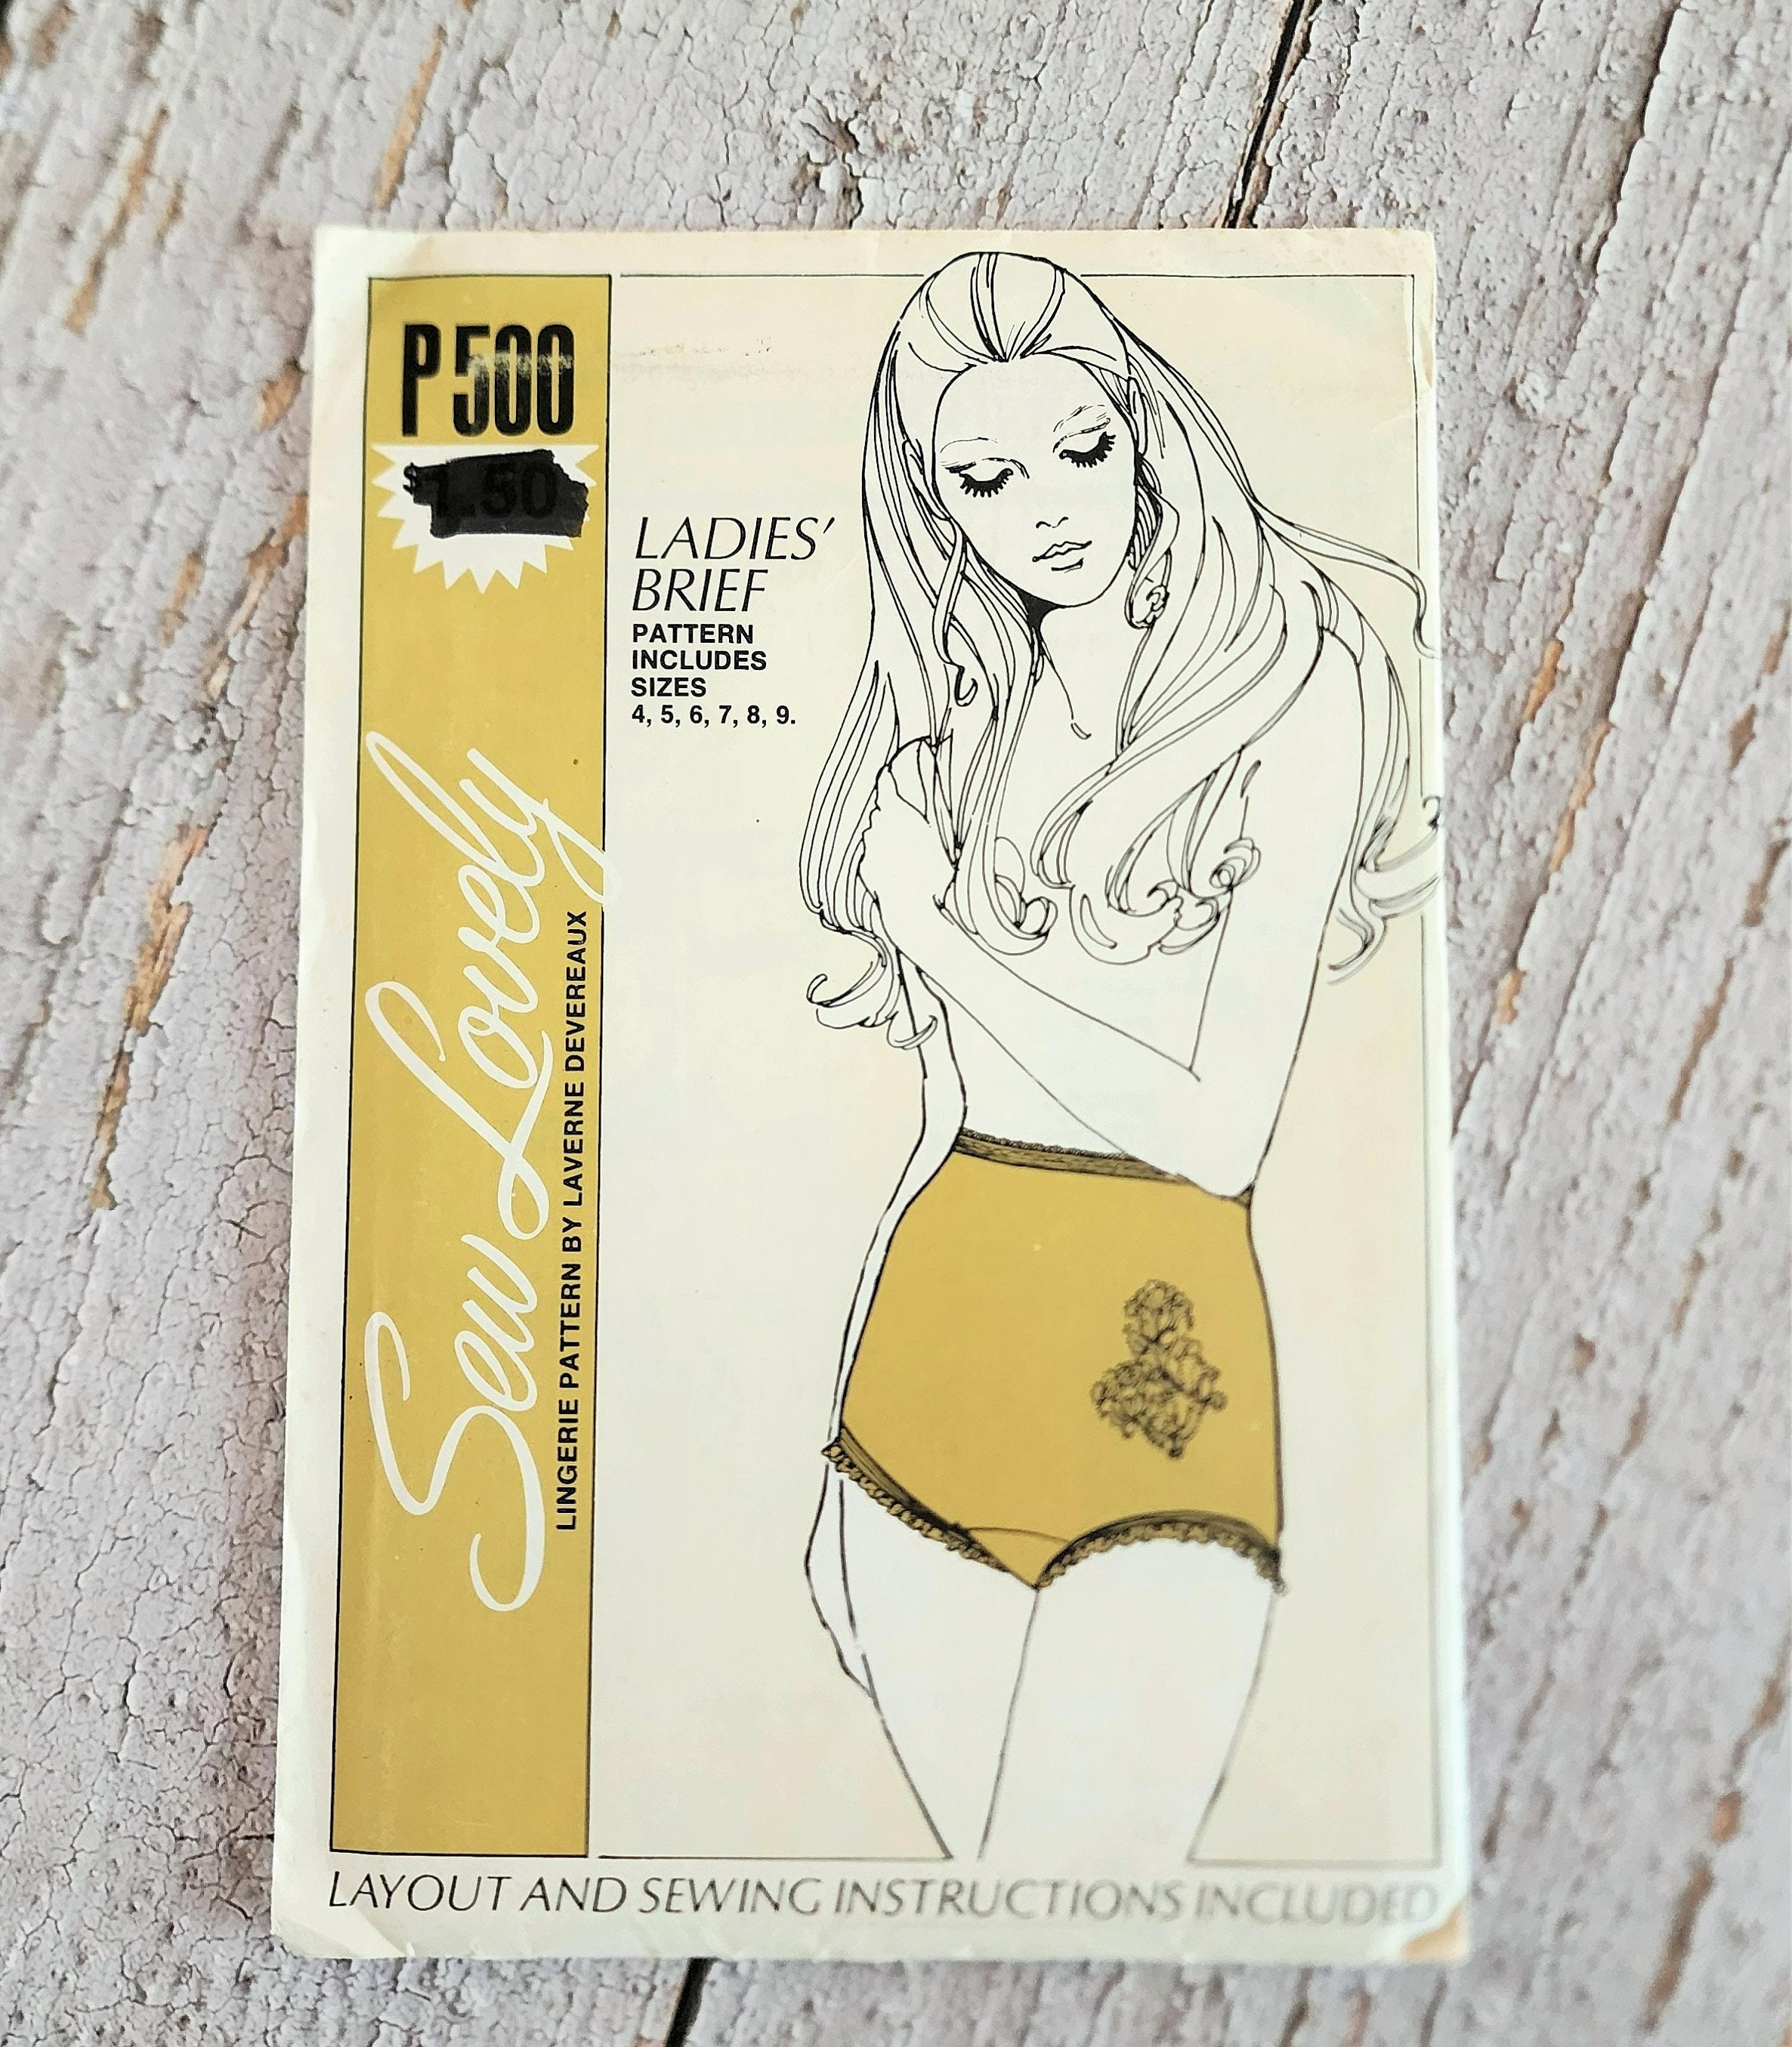 P500
$1.50
LADIES'
BRIEF
PATTERN
INCLUDES
SIZES
4, 5, 6, 7, 8, 9.
Sew Lovely
LINGERIE PATTERN BY LAVERNE DEVEREAUX
LAYOUT AND SEWING INSTRUCTIONS INCLUDED